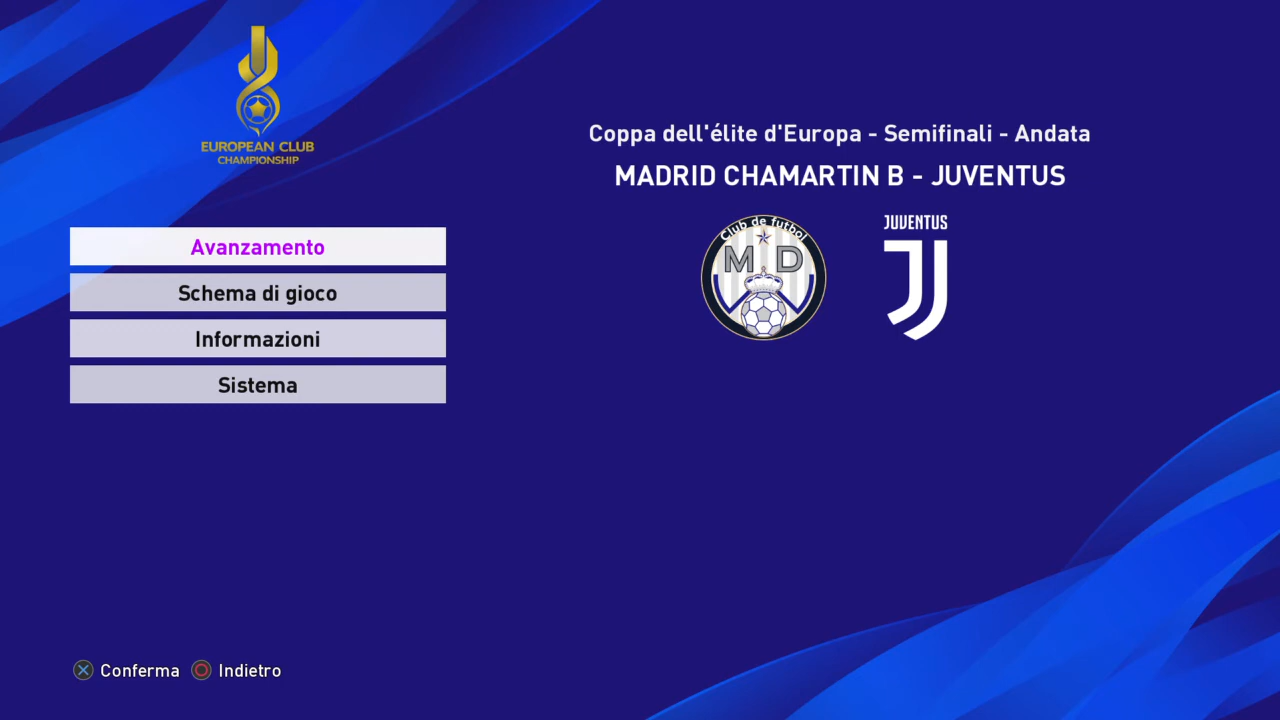 EUROPEAN CLUB
CHAMPIONSHIP
Coppa dell'élite d'Europa - Semifinali - Andata
MADRID CHAMARTIN B - JUVENTUS
Club de futbol
M D
JUVENTUS
Avanzamento
Schema di gioco
Informazioni
Sistema
Conferma Indietro